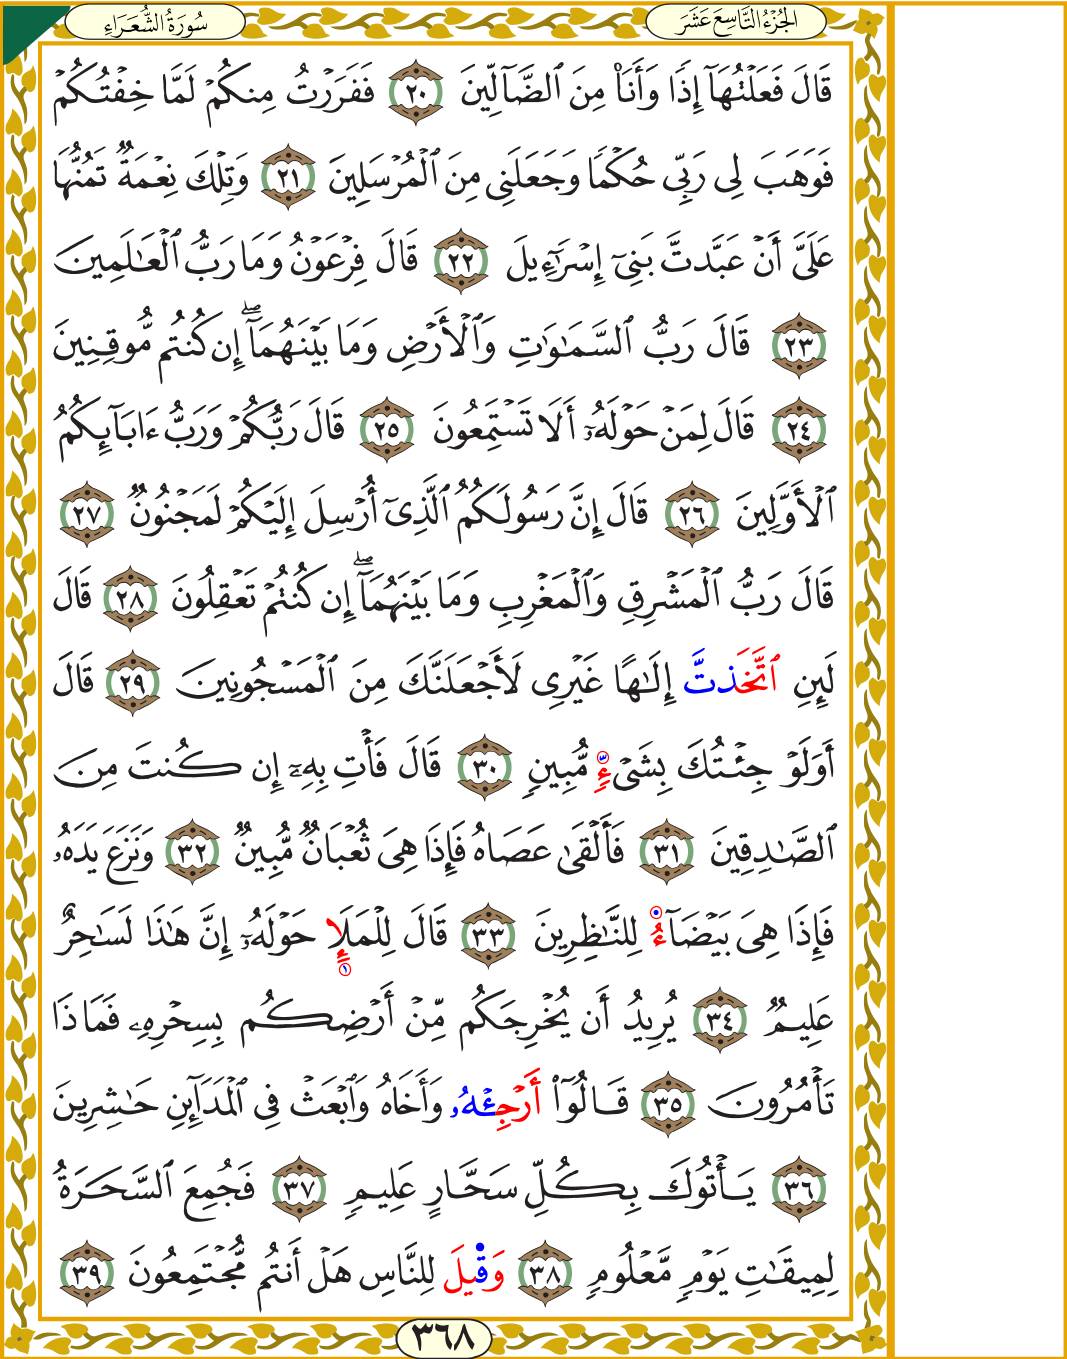 الجُزْءُ التَّاسِعَ عَشَرَ
سُورَةُ الشُّعَرَاءِ
قَالَ فَعَلۡتُهَآ إِذٗا وَأَنَا۠ مِنَ ٱلضَّآلِّينَ ٢٠ فَفَرَرۡتُ مِنكُمۡ لَمَّا خِفۡتُكُمۡ
فَوَهَبَ لِي رَبِّي حُكۡمٗا وَجَعَلَنِي مِنَ ٱلۡمُرۡسَلِينَ ٢١ وَتِلۡكَ نِعۡمَةٞ تَمُنُّهَا
عَلَيَّ أَنۡ عَبَّدتَّ بَنِيٓ إِسۡرَٰٓءِيلَ ٢٢ قَالَ فِرۡعَوۡنُ وَمَا رَبُّ ٱلۡعَٰلَمِينَ
٢٣ قَالَ رَبُّ ٱلسَّمَٰوَٰتِ وَٱلۡأَرۡضِ وَمَا بَيۡنَهُمَآۖ إِن كُنتُم مُّوقِنِينَ
٢٤ قَالَ لِمَنۡ حَوۡلَهُۥٓ أَلَا تَسۡتَمِعُونَ ٢٥ قَالَ رَبُّكُمۡ وَرَبُّ ءَابَآئِكُمُ
ٱلۡأَوَّلِينَ ٢٦ قَالَ إِنَّ رَسُولَكُمُ ٱلَّذِيٓ أُرۡسِلَ إِلَيۡكُمۡ لَمَجۡنُونٞ ٢٧
قَالَ رَبُّ ٱلۡمَشۡرِقِ وَٱلۡمَغۡرِبِ وَمَا بَيۡنَهُمَآۖ إِن كُنتُمۡ تَعۡقِلُونَ ٢٨ قَالَ
لَئِنِ ٱتَّخَذتَّ إِلَٰهًا غَيۡرِي لَأَجۡعَلَنَّكَ مِنَ ٱلۡمَسۡجُونِينَ ٢٩ قَالَ
أَوَلَوۡ جِئۡتُكَ بِشَيۡءٖ مُّبِينٖ ٣٠ قَالَ فَأۡتِ بِهِۦٓ إِن كُنتَ مِنَ
ٱلصَّٰدِقِينَ ٣١ فَأَلۡقَىٰ عَصَاهُ فَإِذَا هِيَ ثُعۡبَانٞ مُّبِينٞ ٣٢ وَنَزَعَ يَدَهُۥ
فَإِذَا هِيَ بَيۡضَآءُ لِلنَّٰظِرِينَ ٣٣ قَالَ لِلۡمَلَإِ حَوۡلَهُۥٓ إِنَّ هَٰذَا لَسَٰحِرٌ
عَلِيمٞ ٣٤ يُرِيدُ أَن يُخۡرِجَكُم مِّنۡ أَرۡضِكُم بِسِحۡرِهِۦ فَمَاذَا
تَأۡمُرُونَ ٣٥ قَالُوٓاْ أَرۡجِئۡهُۥ وَأَخَاهُ وَٱبۡعَثۡ فِي ٱلۡمَدَآئِنِ حَٰشِرِينَ
٣٦ يَأۡتُوكَ بِكُلِّ سَحَّارٍ عَلِيمٖ ٣٧ فَجُمِعَ ٱلسَّحَرَةُ
لِمِيقَٰتِ يَوۡمٖ مَّعۡلُومٖ ٣٨ وَقِيلَ لِلنَّاسِ هَلۡ أَنتُم مُّجۡتَمِعُونَ ٣٩
٣٦٨